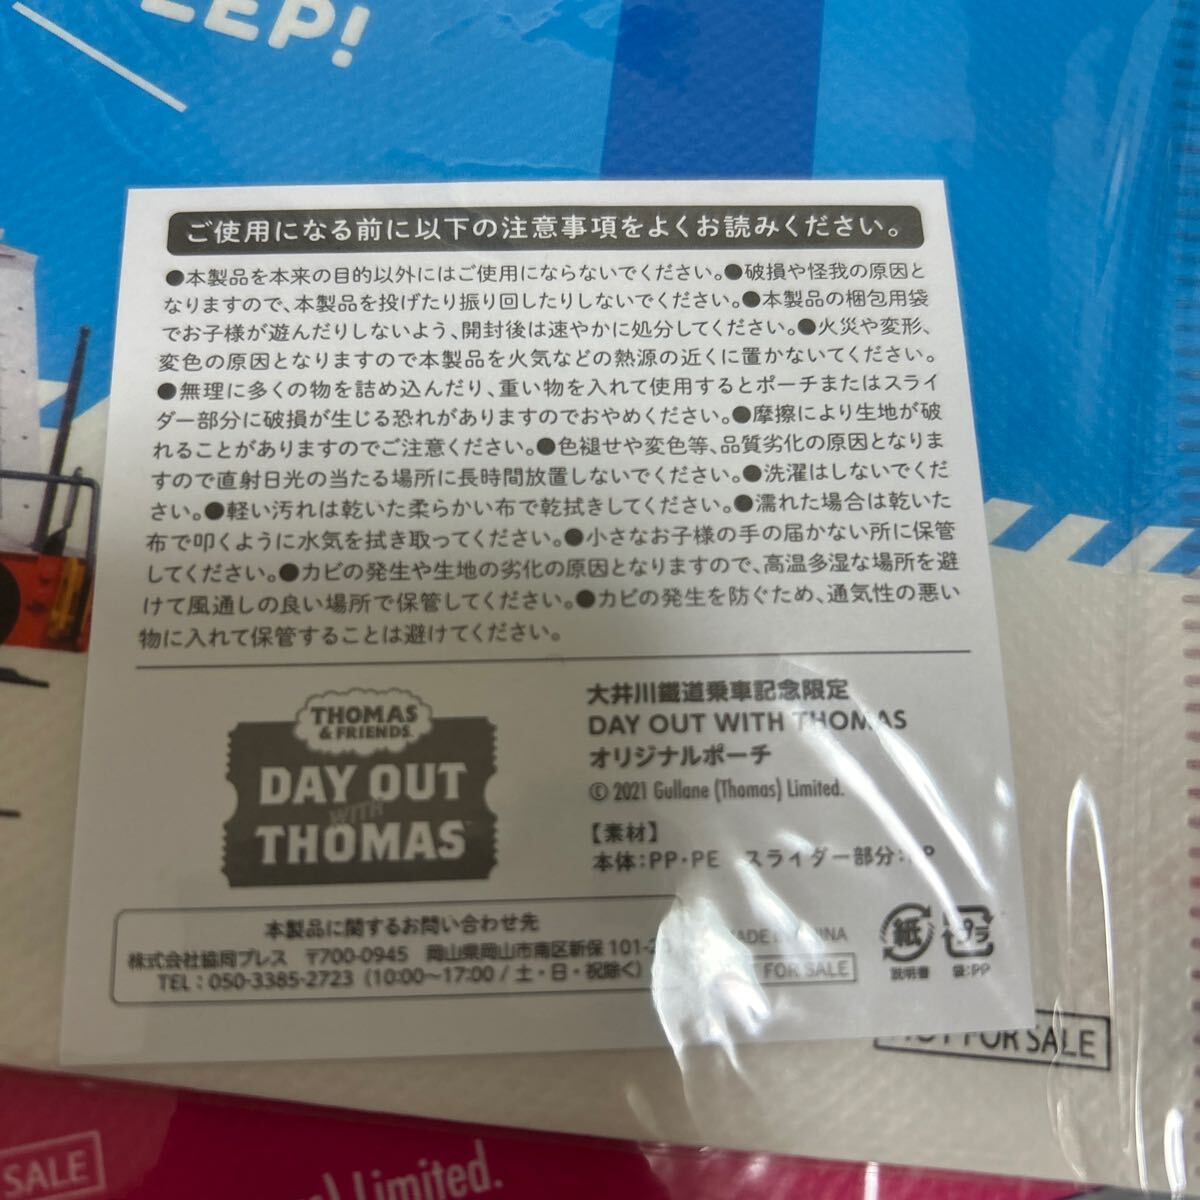 EEP!
ご使用になる前に以下の注意事項をよくお読みください。
●本製品を本来の目的以外にはご使用にならないでください。●破損や怪我の原因と
なりますので、本製品を投げたり振り回したりしないでください。●本製品の梱包用袋
でお子様が遊んだりしないよう、開封後は速やかに処分してください。●火災や変形、
変色の原因となりますので本製品を火気などの熱源の近くに置かないてください。
●無理に多くの物を詰め込んだり、重い物を入れて使用するとポーチまたはスライ
ダー部分に破損が生じる恐れがありますのでおやめください。●摩擦により生地が破
れることがありますのでご注意ください。●色褪せや変色等、品質劣化の原因となりま
すので直射日光の当たる場所に長時間放置しないでください。●洗濯はしないでくだ
さい。●軽い汚れは乾いた柔らかい布で乾拭きしてください。●濡れた場合は乾いた
布で叩くように水気を拭き取ってください。●小さなお子様の手の届かない所に保管
してください。●カビの発生や生地の劣化の原因となりますので、高温多湿な場所を避
けて風通しの良い場所で保管してください。●カビの発生を防ぐため、通気性の悪い
物に入れて保管することは避けてください。
THOMAS
& FRIENDS
DAY OUT
WITH
THOMAS
大井川鐵道乗車記念限定
DAY OUT WITH THOMAS
オリジナルポーチ
© 2021 Gullane (Thomas) Limited.
【素材】
本体：PP・PE スライダー部分：
本製品に関するお問い合わせ先
株式会社協同プレス 〒700-0945 岡山県岡山市南区新保 101-
TEL：050-3385-2723 (10:00～17:00 / 土・日・祝除く)
MADE IN CHINA
FOR SALE
紙
説明書
プラ
袋：PP
NOT FOR SALE
SALE
s) Limited.